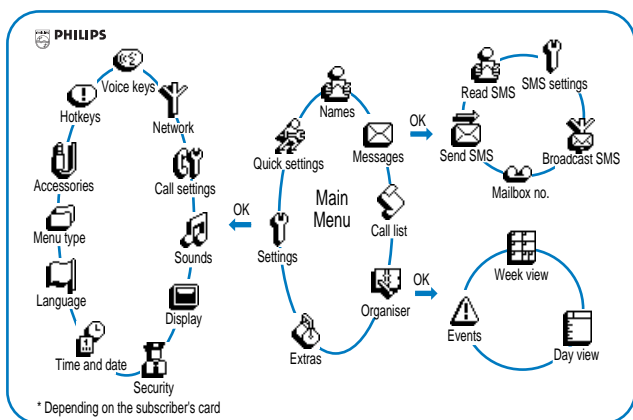 PHILIPS
Voice keys
Hotkeys
Network
Accessories
Call settings
Menu type
Sounds
Language
Display
Time and date
Security
* Depending on the subscriber's card
OK
Main
Menu
Names
Quick settings
Messages
Settings
Call list
Extras
Organiser
OK
Read SMS
SMS settings
Send SMS
Broadcast SMS
Mailbox no.
OK
Week view
Events
Day view